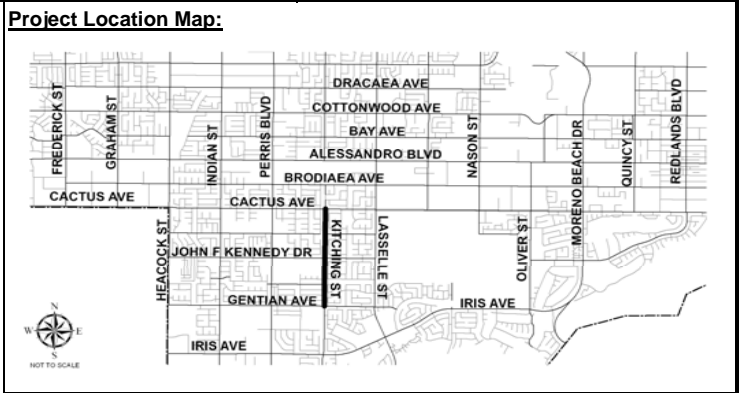 Project Location Map:
DRACAEA AVE
COTTONWOOD AVE
BAY AVE
ALESSANDRO BLVD
BRODIAEA AVE
FREDERICK ST
GRAHAM ST
INDIAN ST
PERRIS BLVD
NASON ST
MORENO BEACH DR
QUINCY ST
REDLANDS BLVD
CACTUS AVE
CACTUS AVE
HEACOCK ST
JOHN F KENNEDY DR
KITCHING ST
LASSELLE ST
OLIVER ST
GENTIAN AVE
IRIS AVE
IRIS AVE
N
W
E
S
NOT TO SCALE